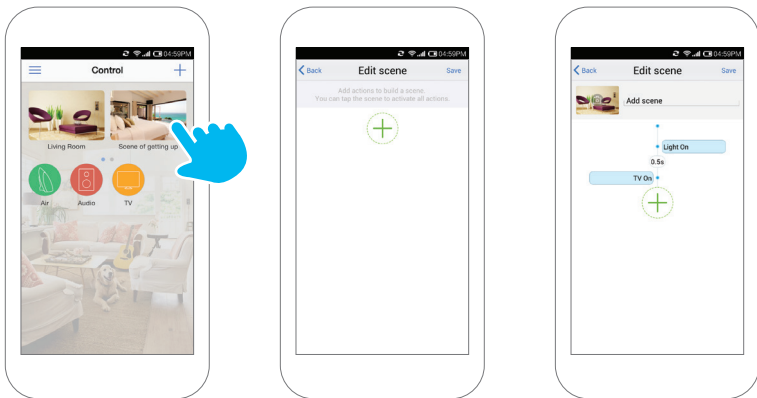 04:59PM
Control
Living Room
Scene of getting up
Air
Audio
TV
04:59PM
Back
Edit scene
Save
Add actions to build a scene.
You can tap the scene to activate all actions.
04:59PM
Back
Edit scene
Save
Add scene
Light On
0.5s
TV On